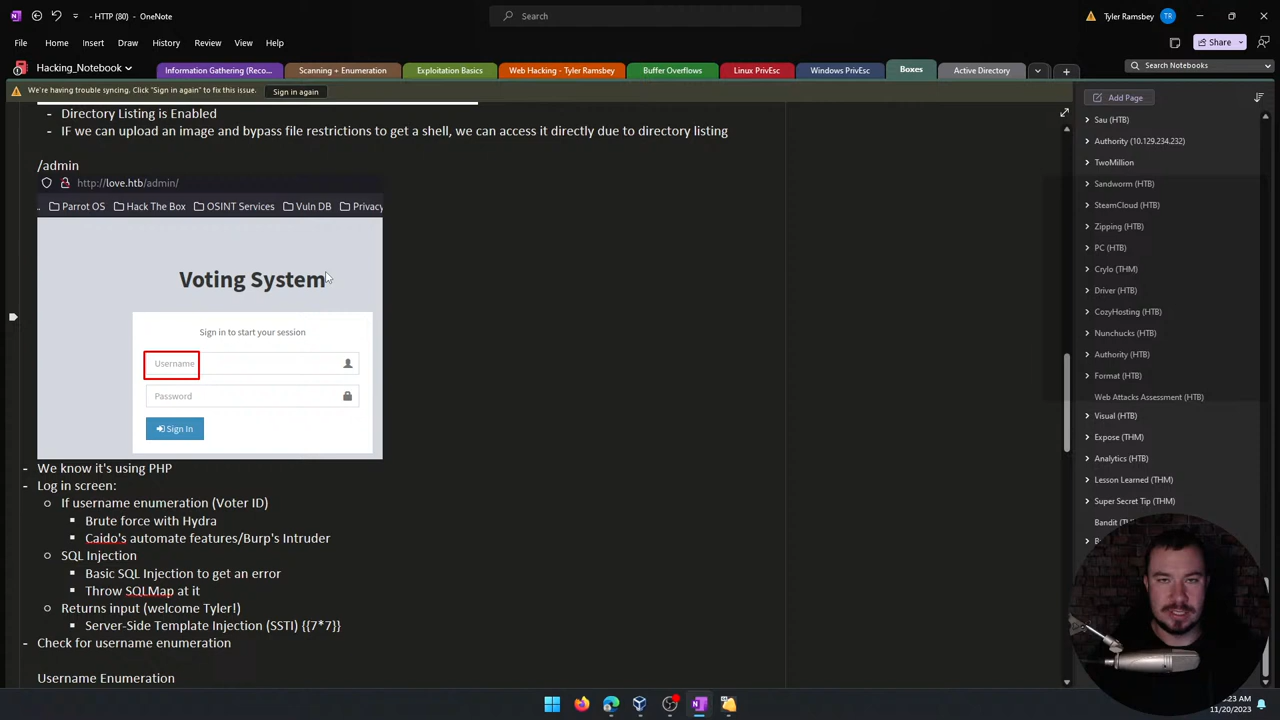 - HTTP (80) - OneNote
Search
Tyler Ramsbey
TR
File
Home
Insert
Draw
History
Review
View
Help
Share
Hacking_Notebook
Information Gathering (Reco...
Scanning + Enumeration
Exploitation Basics
Web Hacking - Tyler Ramsbey
Buffer Overflows
Linux PrivEsc
Windows PrivEsc
Boxes
Active Directory
Search Notebooks
We're having trouble syncing. Click "Sign in again" to fix this issue.
Sign in again
Add Page
- Directory Listing is Enabled
- IF we can upload an image and bypass file restrictions to get a shell, we can access it directly due to directory listing
/admin
http://love.htb/admin/
Parrot OS
Hack The Box
OSINT Services
Vuln DB
Privacy
Voting System
Sign in to start your session
Username
Password
Sign In
- We know it's using PHP
- Log in screen:
If username enumeration (Voter ID)
Brute force with Hydra
Caido's automate features/Burp's Intruder
SQL Injection
Basic SQL Injection to get an error
Throw SQLMap at it
Returns input (welcome Tyler!)
Server-Side Template Injection (SSTI) {{7*7}}
- Check for username enumeration
Username Enumeration
Sau (HTB)
Authority (10.129.234.232)
TwoMillion
Sandworm (HTB)
SteamCloud (HTB)
Zipping (HTB)
PC (HTB)
Crylo (THM)
Driver (HTB)
CozyHosting (HTB)
Nunchucks (HTB)
Authority (HTB)
Format (HTB)
Web Attacks Assessment (HTB)
Visual (HTB)
Expose (THM)
Analytics (HTB)
Lesson Learned (THM)
Super Secret Tip (THM)
Bandit
11/20/2023